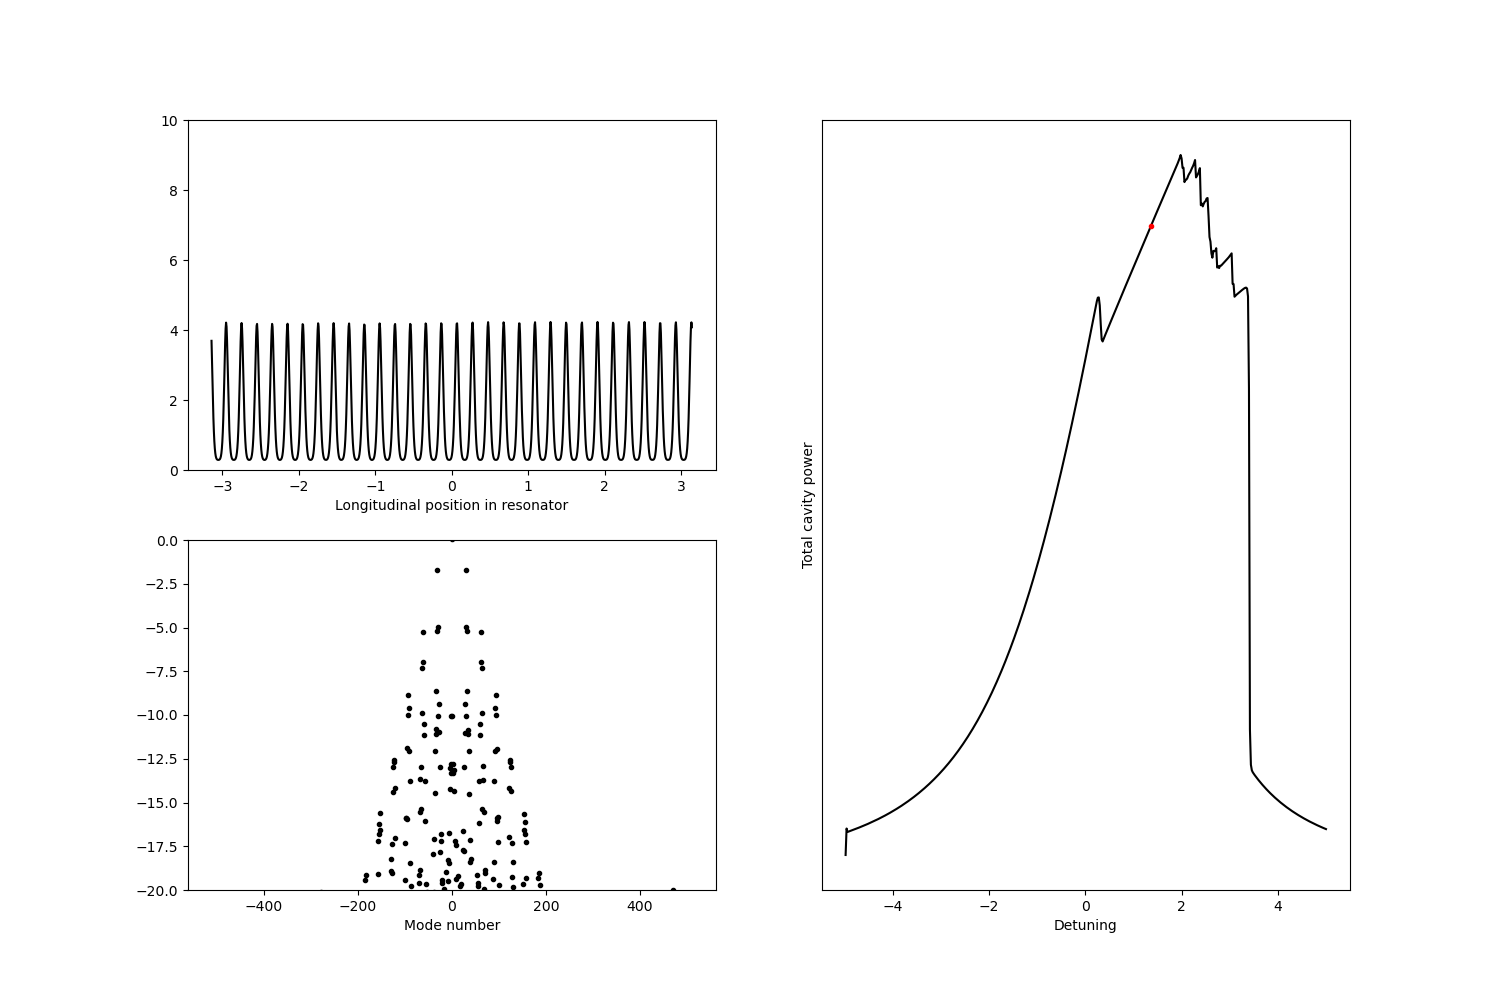 10
8
6
4
2
0
−3 −2 −1 0 1 2 3
Longitudinal position in resonator
0.0
−2.5
−5.0
−7.5
−10.0
−12.5
−15.0
−17.5
−20.0
−400 −200 0 200 400
Mode number
Total cavity power
−4 −2 0 2 4
Detuning